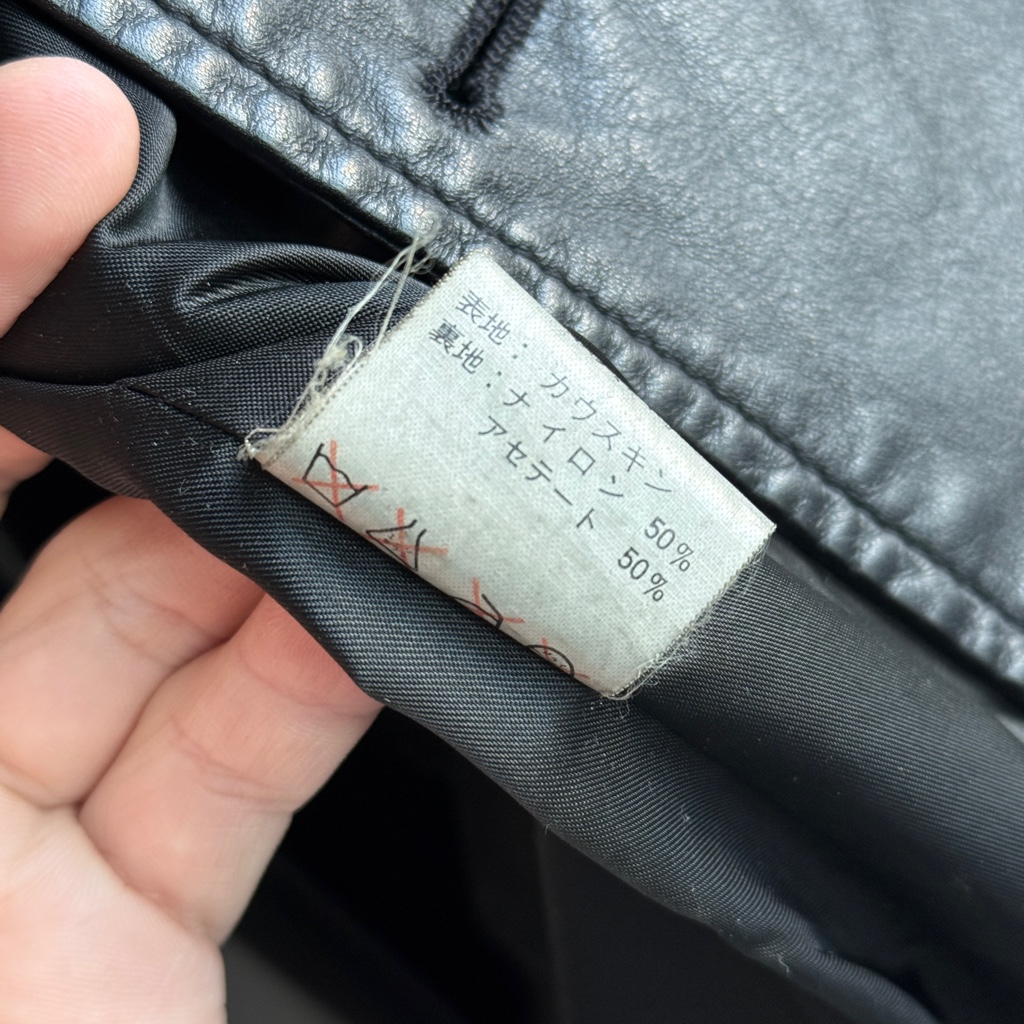 表地： カウスキン
裏地：ナイロン 50%
アセテート 50%